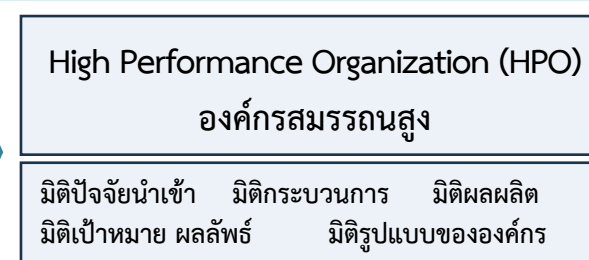 High Performance Organization (HPO)
องค์กรสมรรถนสูง
มิติปัจจัยนำเข้า มิติกระบวนการ มิติผลผลิต
มิติเป้าหมาย ผลลัพธ์ มิติรูปแบบขององค์กร